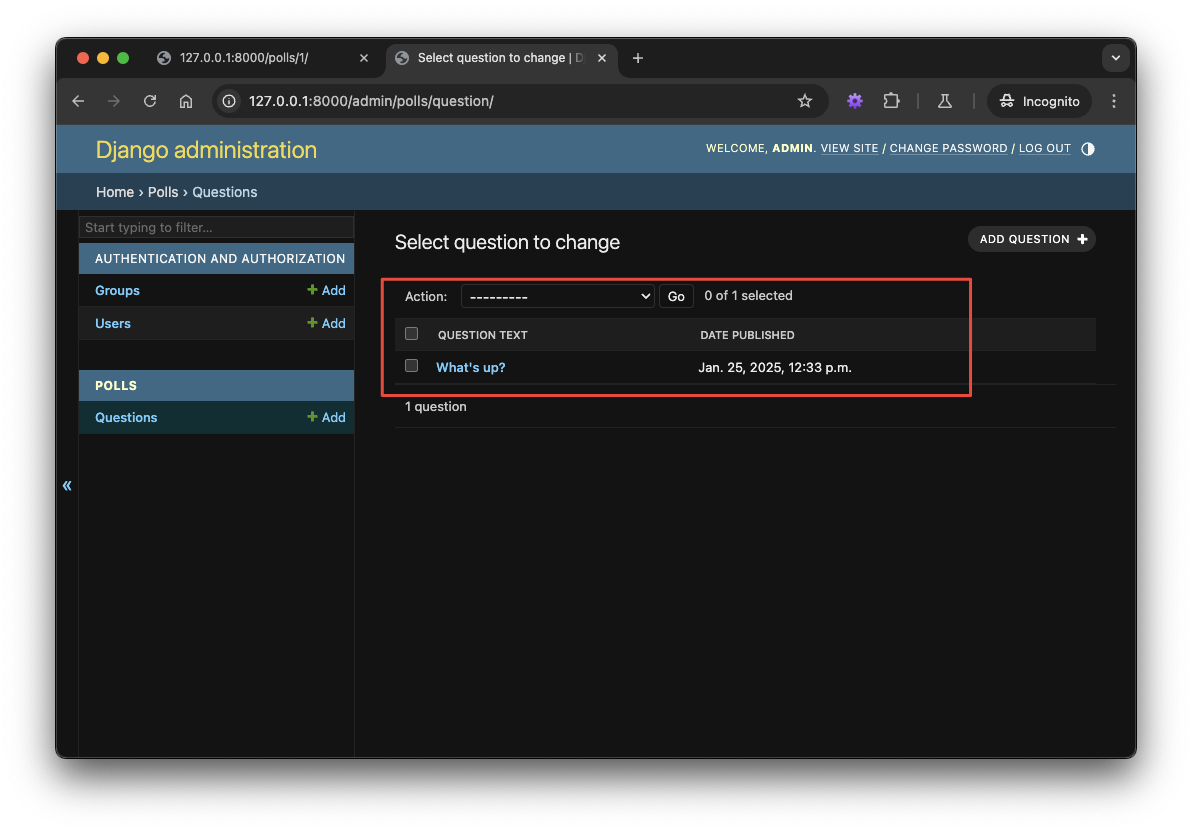 127.0.0.1:8000/polls/1/
Select question to change | D
127.0.0.1:8000/admin/polls/question/
Incognito
Django administration
WELCOME, ADMIN. VIEW SITE / CHANGE PASSWORD / LOG OUT
Home › Polls › Questions
Start typing to filter...
AUTHENTICATION AND AUTHORIZATION
Groups + Add
Users + Add
POLLS
Questions + Add
«
Select question to change
ADD QUESTION +
Action: --------- Go 0 of 1 selected
QUESTION TEXT DATE PUBLISHED
What's up? Jan. 25, 2025, 12:33 p.m.
1 question